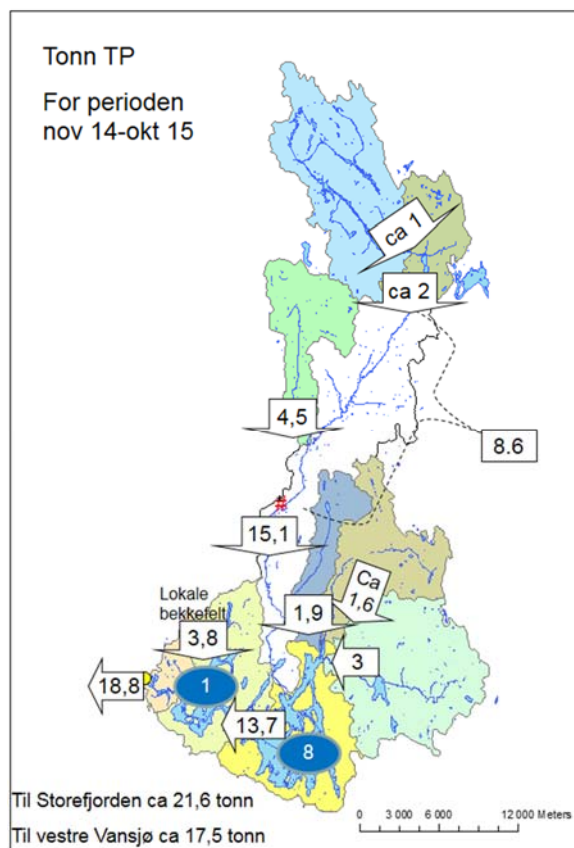 Tonn TP
For perioden
nov 14-okt 15
ca 1
ca 2
4,5
8.6
15,1
Ca
1,6
Lokale
bekkefelt
1,9
3,8
3
18,8
1
13,7
8
Til Storefjorden ca 21,6 tonn
Til vestre Vansjø ca 17,5 tonn
0 3 000 6 000 12 000 Meters